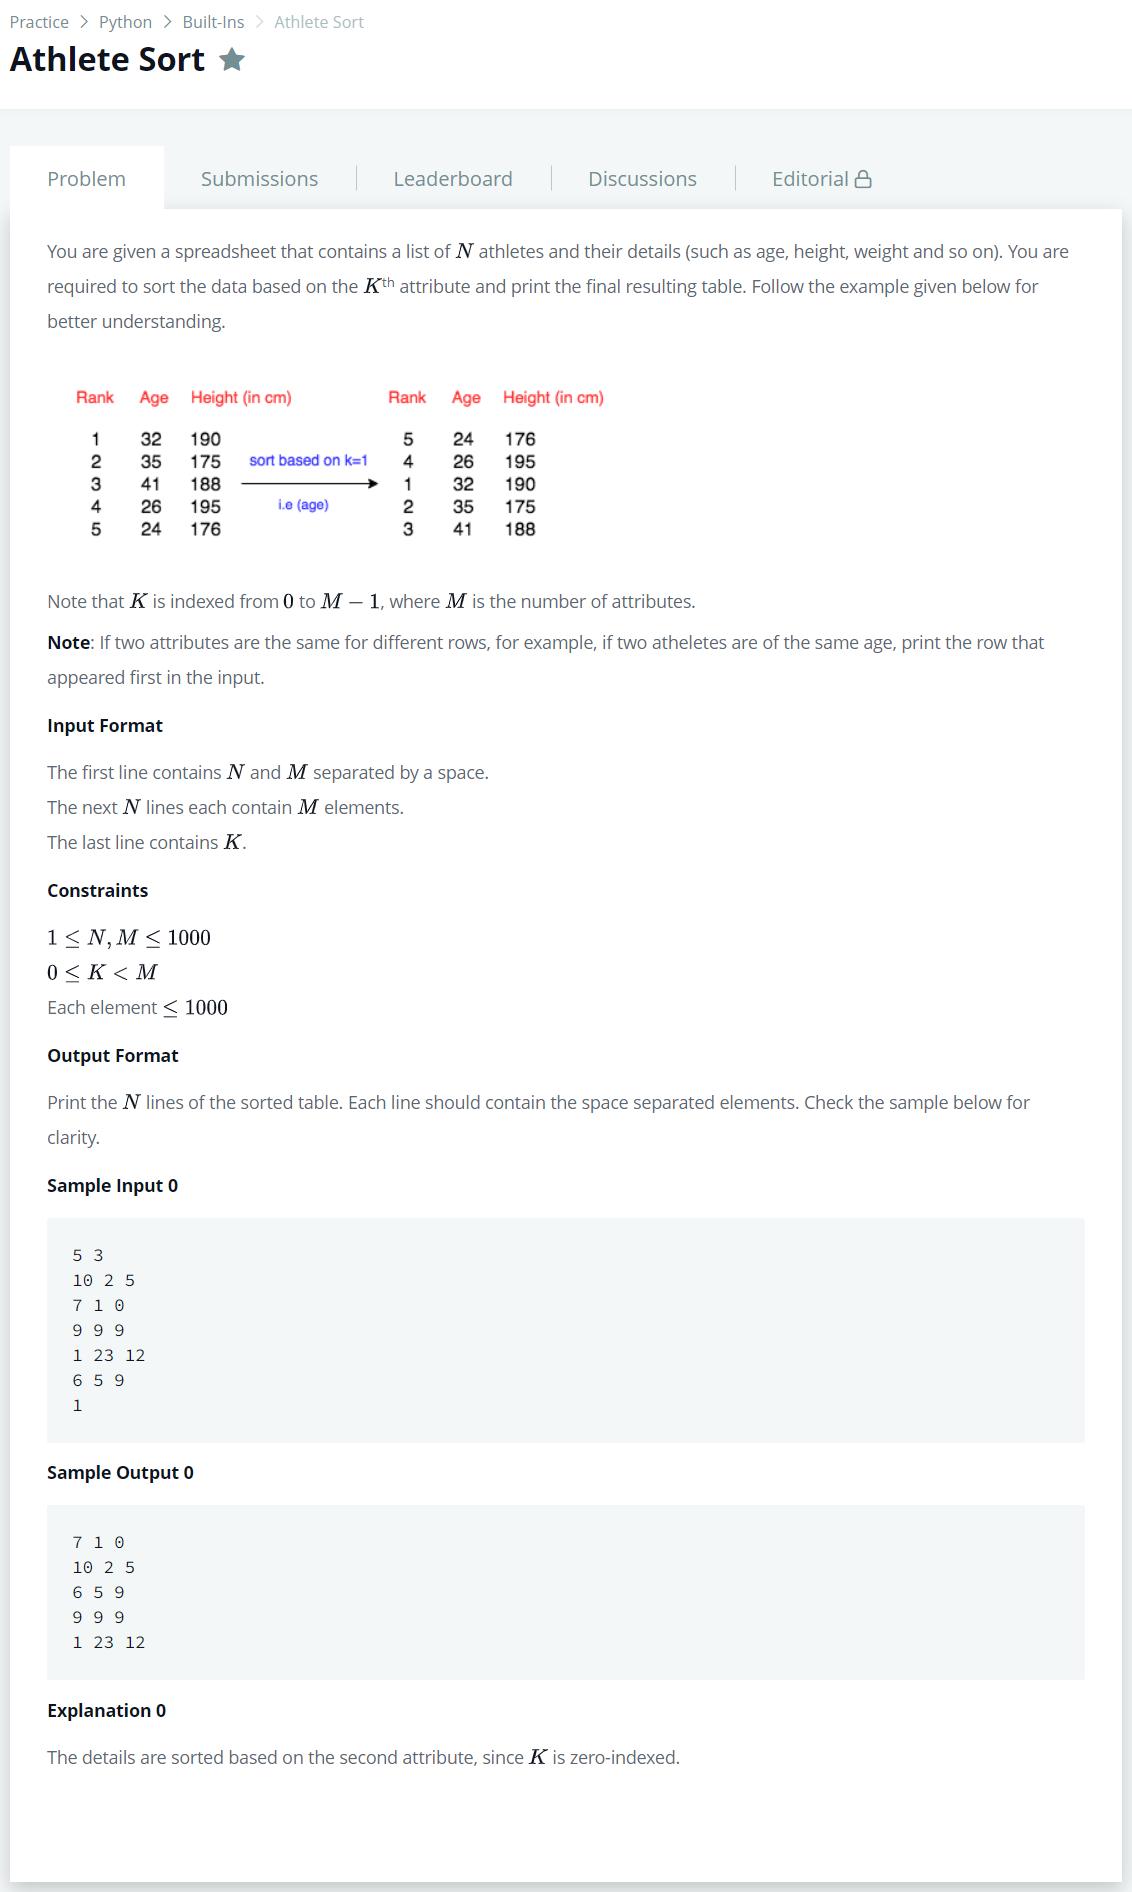 Practice > Python > Built-Ins > Athlete Sort
Athlete Sort
Problem Submissions Leaderboard Discussions Editorial
You are given a spreadsheet that contains a list of N athletes and their details (such as age, height, weight and so on). You are
required to sort the data based on the Kth attribute and print the final resulting table. Follow the example given below for
better understanding.
Rank Age Height (in cm) Rank Age Height (in cm)
1 32 190 5 24 176
2 35 175 sort based on k=1 4 26 195
3 41 188 1 32 190
4 26 195 i.e (age) 2 35 175
5 24 176 3 41 188
Note that K is indexed from 0 to M − 1, where M is the number of attributes.
Note: If two attributes are the same for different rows, for example, if two atheletes are of the same age, print the row that
appeared first in the input.
Input Format
The first line contains N and M separated by a space.
The next N lines each contain M elements.
The last line contains K.
Constraints
1 ≤ N, M ≤ 1000
0 ≤ K < M
Each element ≤ 1000
Output Format
Print the N lines of the sorted table. Each line should contain the space separated elements. Check the sample below for
clarity.
Sample Input 0
5 3
10 2 5
7 1 0
9 9 9
1 23 12
6 5 9
1
Sample Output 0
7 1 0
10 2 5
6 5 9
9 9 9
1 23 12
Explanation 0
The details are sorted based on the second attribute, since K is zero-indexed.